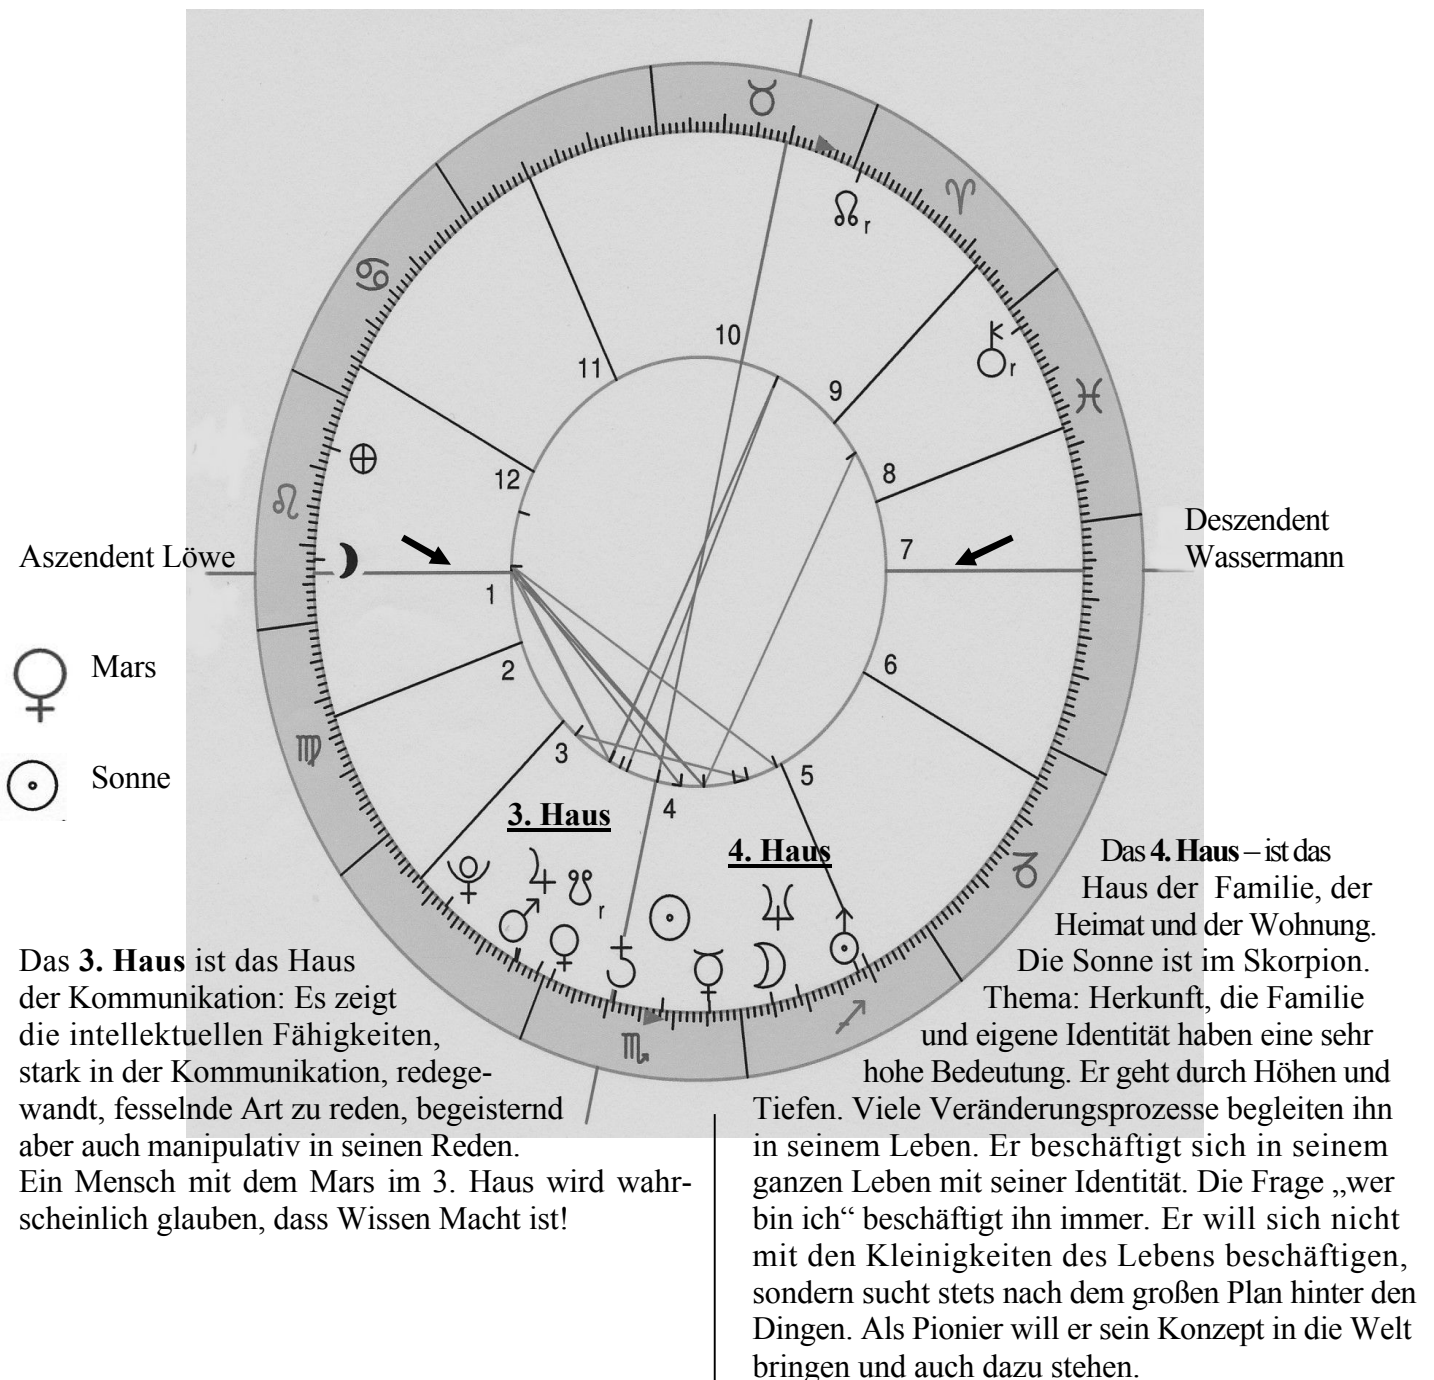 ♉
♈
☊ r
♋
10
11
9
⚷ r
♓
8
12
♌
Aszendent Löwe
7
Deszendent
Wassermann
1
♀ Mars
2
6
♍
3
☉ Sonne
5
4
3. Haus
4. Haus
♑
♐
♏
Das 4. Haus – ist das
Haus der Familie, der
Heimat und der Wohnung.
Die Sonne ist im Skorpion.
Thema: Herkunft, die Familie
und eigene Identität haben eine sehr
hohe Bedeutung. Er geht durch Höhen und
Tiefen. Viele Veränderungsprozesse begleiten ihn
in seinem Leben. Er beschäftigt sich in seinem
ganzen Leben mit seiner Identität. Die Frage „wer
bin ich“ beschäftigt ihn immer. Er will sich nicht
mit den Kleinigkeiten des Lebens beschäftigen,
sondern sucht stets nach dem großen Plan hinter den
Dingen. Als Pionier will er sein Konzept in die Welt
bringen und auch dazu stehen.
Das 3. Haus ist das Haus
der Kommunikation: Es zeigt
die intellektuellen Fähigkeiten,
stark in der Kommunikation, redege-
wandt, fesselnde Art zu reden, begeisternd
aber auch manipulativ in seinen Reden.
Ein Mensch mit dem Mars im 3. Haus wird wahr-
scheinlich glauben, dass Wissen Macht ist!